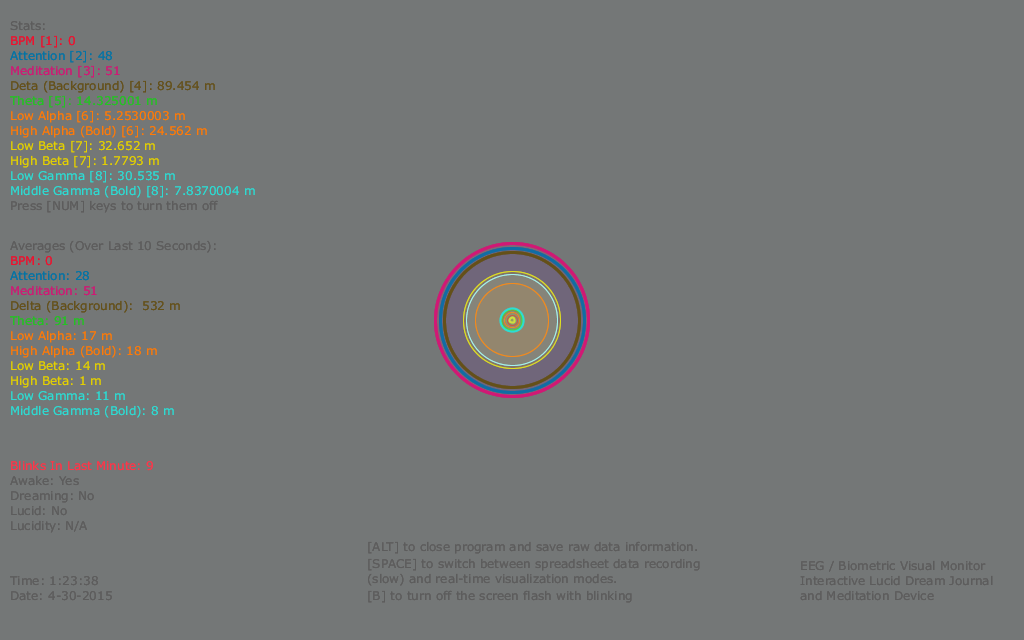 Stats:
BPM [1]: 0
Attention [2]: 48
Meditation [3]: 51
Deta (Background) [4]: 89.454 m
Theta [5]: 14.325001 m
Low Alpha [6]: 5.2530003 m
High Alpha (Bold) [6]: 24.562 m
Low Beta [7]: 32.652 m
High Beta [7]: 1.7793 m
Low Gamma [8]: 30.535 m
Middle Gamma (Bold) [8]: 7.8370004 m
Press [NUM] keys to turn them off
Averages (Over Last 10 Seconds):
BPM: 0
Attention: 28
Meditation: 51
Delta (Background): 532 m
Theta: 91 m
Low Alpha: 17 m
High Alpha (Bold): 18 m
Low Beta: 14 m
High Beta: 1 m
Low Gamma: 11 m
Middle Gamma (Bold): 8 m
Blinks In Last Minute: 9
Awake: Yes
Dreaming: No
Lucid: No
Lucidity: N/A
Time: 1:23:38
Date: 4-30-2015
[ALT] to close program and save raw data information.
[SPACE] to switch between spreadsheet data recording
(slow) and real-time visualization modes.
[B] to turn off the screen flash with blinking
EEG / Biometric Visual Monitor
Interactive Lucid Dream Journal
and Meditation Device